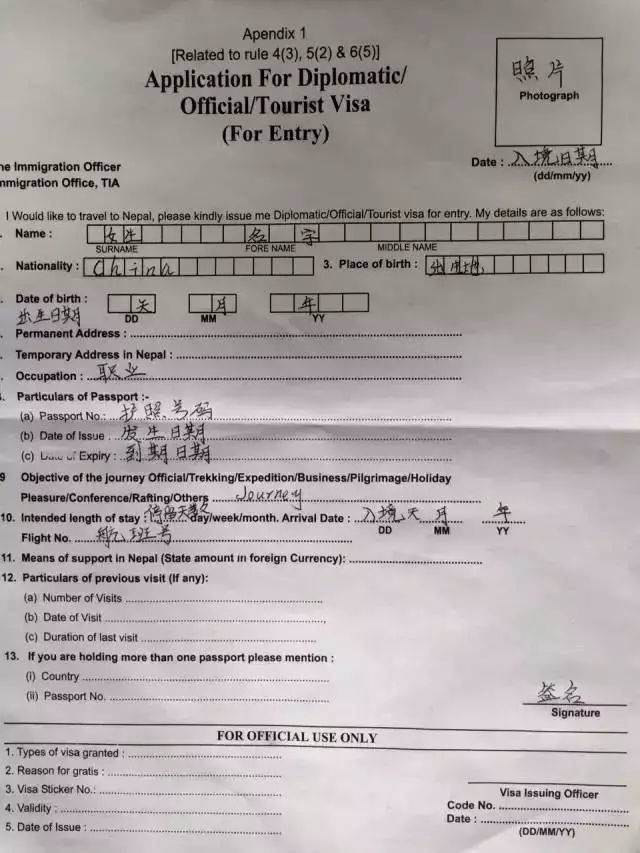 Apendix 1
[Related to rule 4(3), 5(2) & 6(5)]
Application For Diplomatic/
Official/Tourist Visa
(For Entry)
照片
Photograph
Date : 入境日期
(dd/mm/yy)
he Immigration Officer
mmigration Office, TIA
I Would like to travel to Nepal, please kindly issue me Diplomatic/Official/Tourist visa for entry. My details are as follows:
Name : 女生 名字
SURNAME FORE NAME MIDDLE NAME
Nationality : China 3. Place of birth : 出生地
Date of birth : 天 月 年
出生日期 DD MM YY
Permanent Address :
Temporary Address in Nepal :
Occupation : 职业
Particulars of Passport :-
(a) Passport No.: 护照号码
(b) Date of Issue : 发生日期
(c) Date of Expiry : 到期日期
9 Objective of the journey Official/Trekking/Expedition/Business/Pilgrimage/Holiday
Pleasure/Conference/Rafting/Others Journey
10. Intended length of stay : 停留天数 day/week/month. Arrival Date : 入境天 月 年
Flight No. 航班号 DD MM YY
11. Means of support in Nepal (State amount in foreign Currency):
12. Particulars of previous visit (If any):
(a) Number of Visits
(b) Date of Visit
(c) Duration of last visit
13. If you are holding more than one passport please mention :
(i) Country
(ii) Passport No.
签名
Signature
FOR OFFICIAL USE ONLY
1. Types of visa granted :
2. Reason for gratis :
3. Visa Sticker No.:
4. Validity :
5. Date of Issue :
Visa Issuing Officer
Code No.
Date :
(DD/MM/YY)